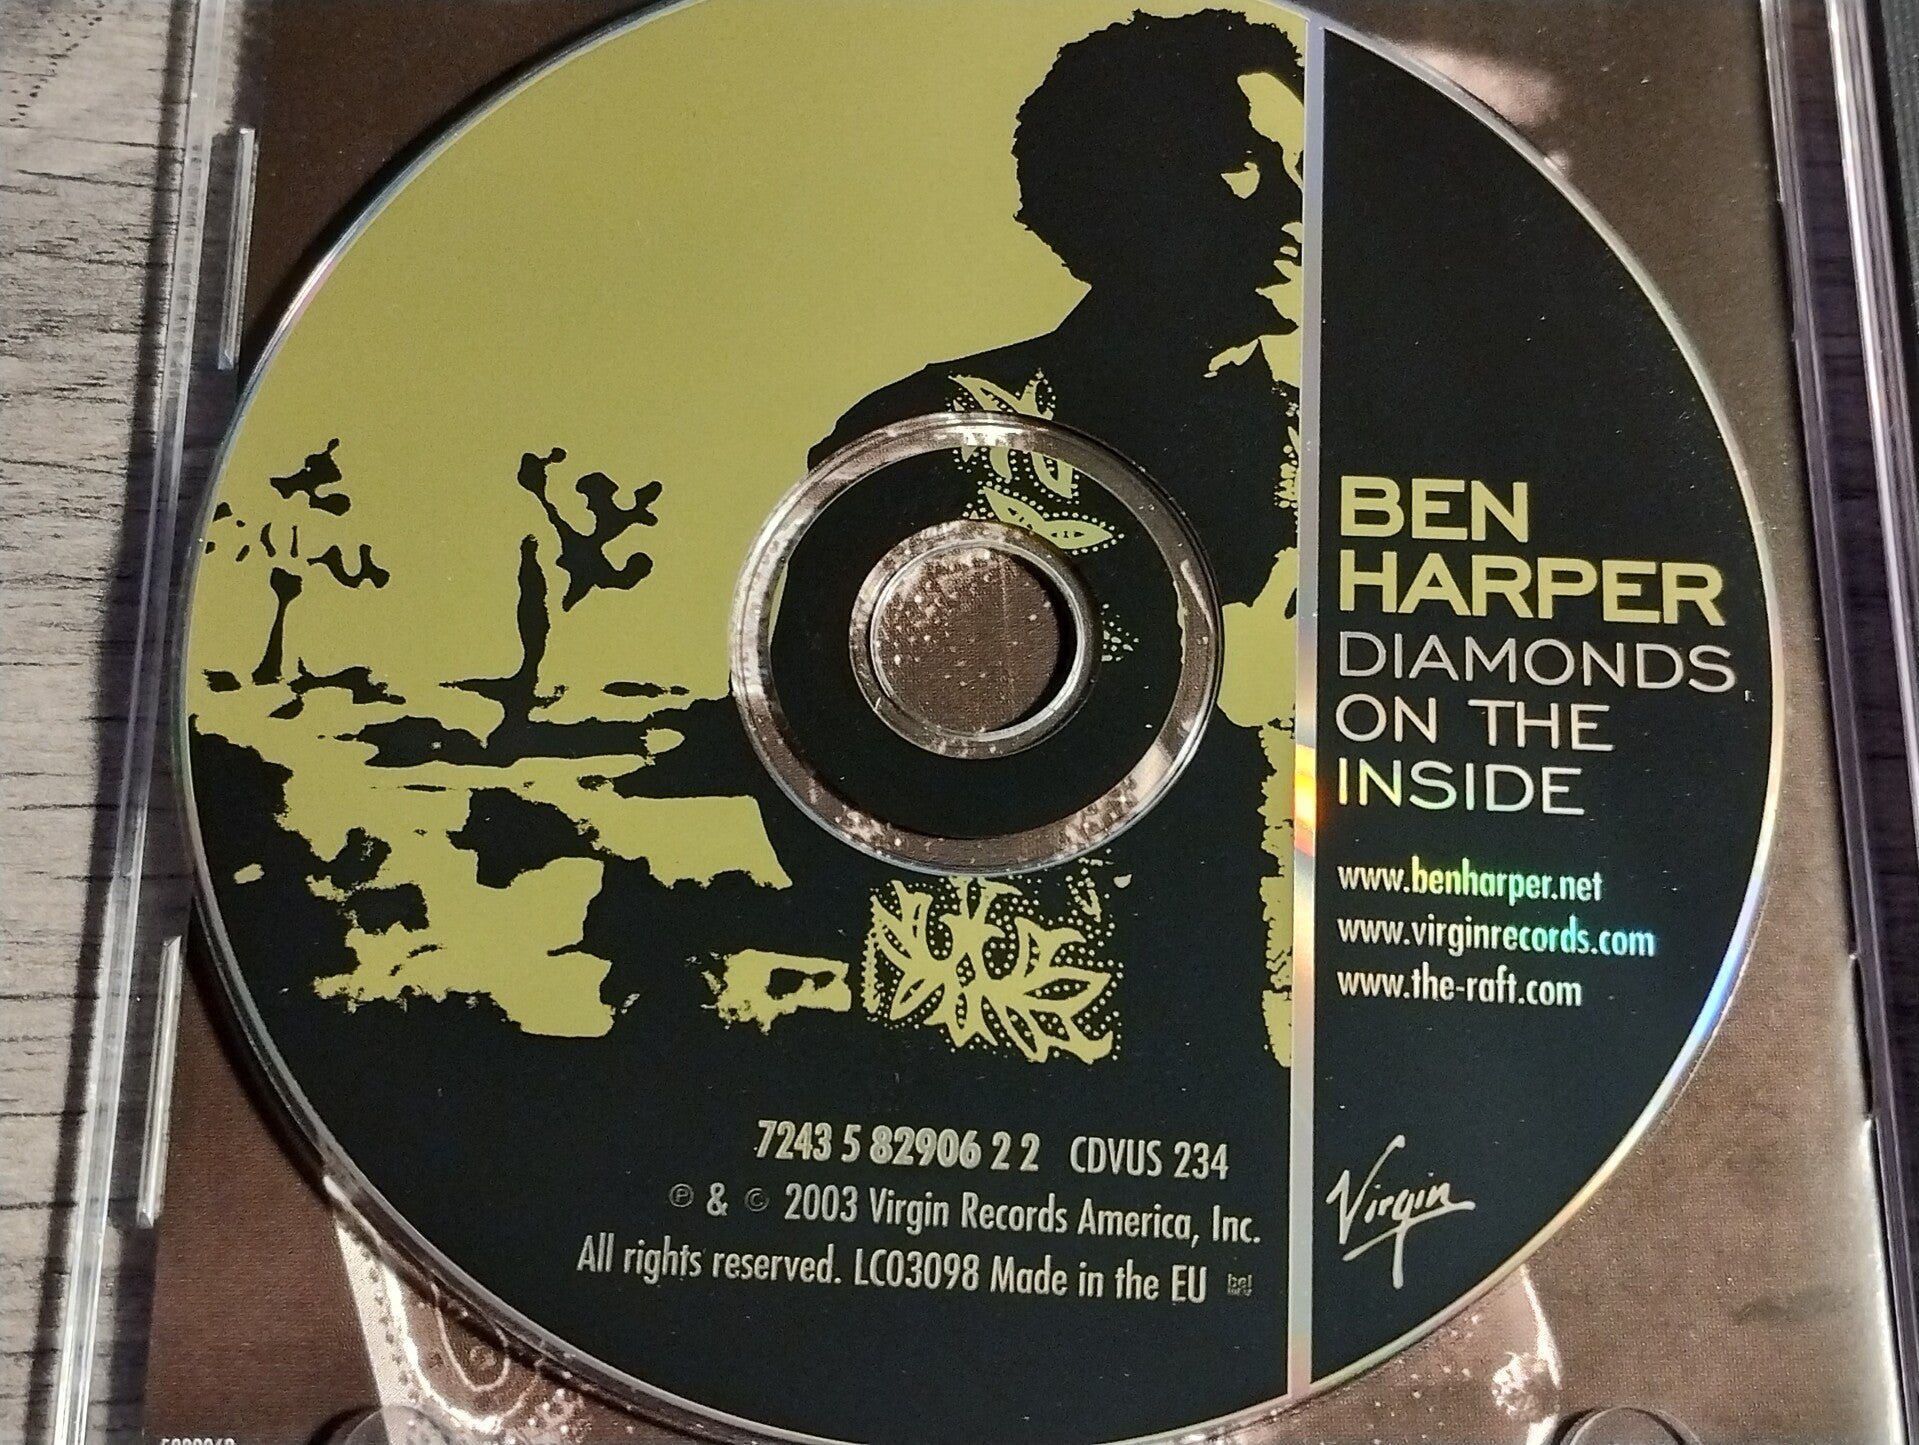 BEN
HARPER
DIAMONDS
ON THE
INSIDE
www.benharper.net
www.virginrecords.com
www.the-raft.com
7243 5 82906 2 2 CDVUS 234
℗ & © 2003 Virgin Records America, Inc.
All rights reserved. LC03098 Made in the EU
Virgin